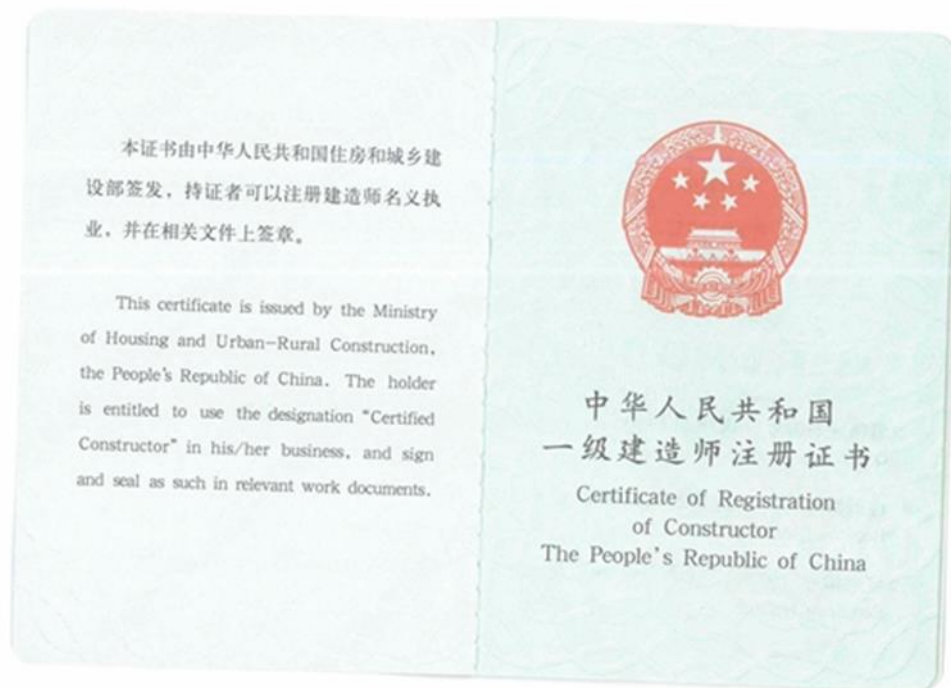 本证书由中华人民共和国住房和城乡建
设部签发，持证者可以注册建造师名义执
业，并在相关文件上签章。
This certificate is issued by the Ministry
of Housing and Urban-Rural Construction,
the People's Republic of China. The holder
is entitled to use the designation "Certified
Constructor" in his/her business, and sign
and seal as such in relevant work documents.
中华人民共和国
一级建造师注册证书
Certificate of Registration
of Constructor
The People's Republic of China